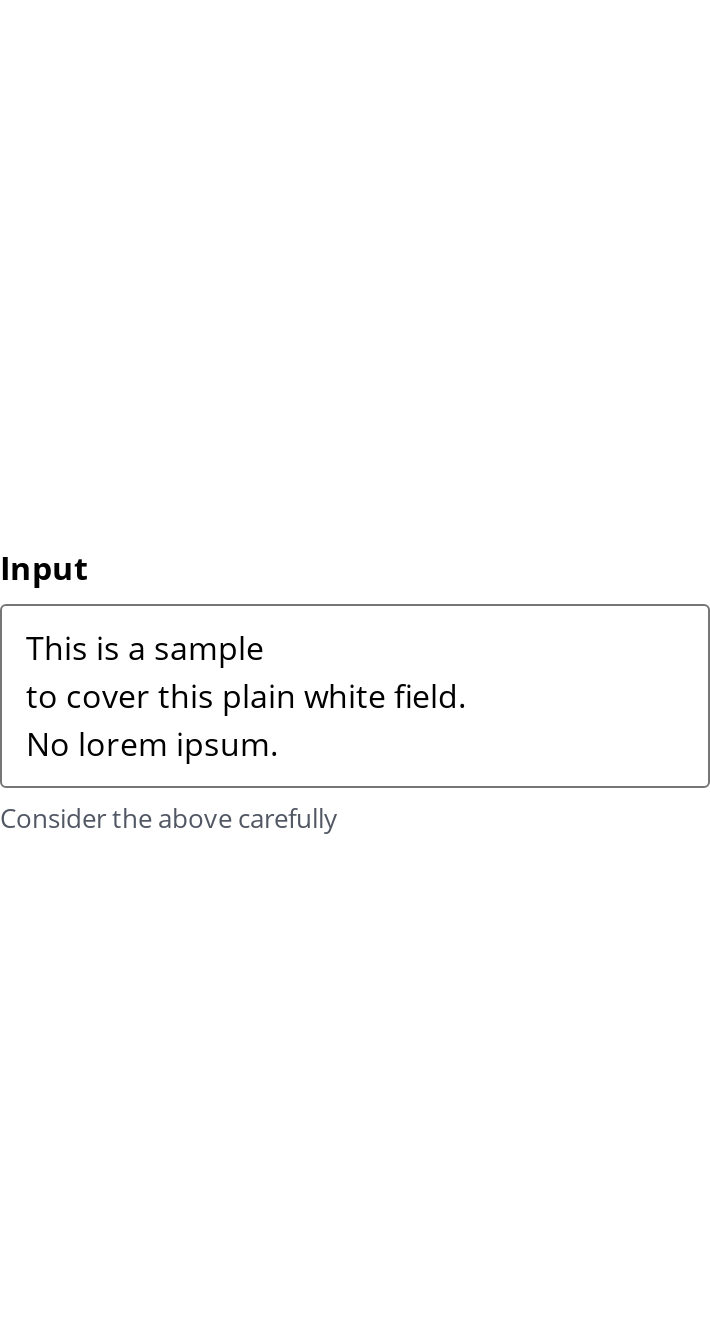 Input
This is a sample
to cover this plain white field.
No lorem ipsum.
Consider the above carefully